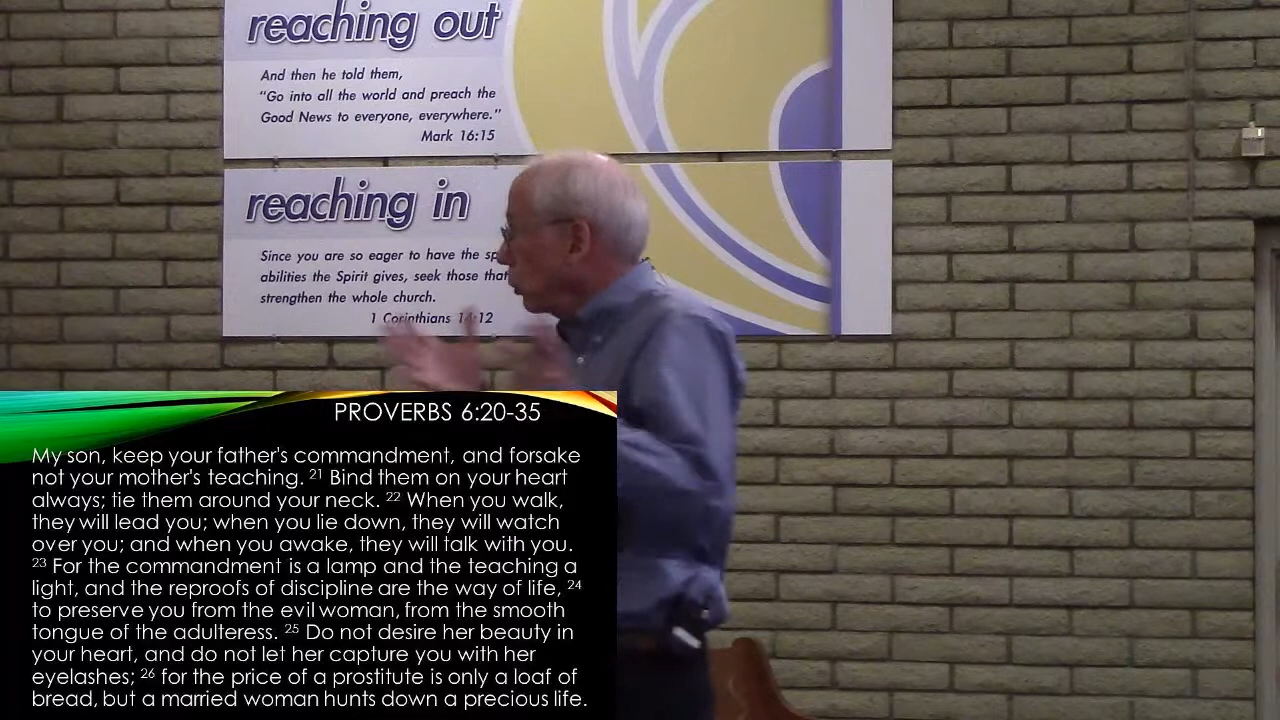 reaching out
And then he told them,
“Go into all the world and preach the
Good News to everyone, everywhere.”
Mark 16:15
reaching in
Since you are so eager to have the
abilities the Spirit gives, seek those that
strengthen the whole church.
1 Corinthians 14:12
PROVERBS 6:20-35
My son, keep your father's commandment, and forsake
not your mother's teaching. 21 Bind them on your heart
always; tie them around your neck. 22 When you walk,
they will lead you; when you lie down, they will watch
over you; and when you awake, they will talk with you.
23 For the commandment is a lamp and the teaching a
light, and the reproofs of discipline are the way of life, 24
to preserve you from the evil woman, from the smooth
tongue of the adulteress. 25 Do not desire her beauty in
your heart, and do not let her capture you with her
eyelashes; 26 for the price of a prostitute is only a loaf of
bread, but a married woman hunts down a precious life.